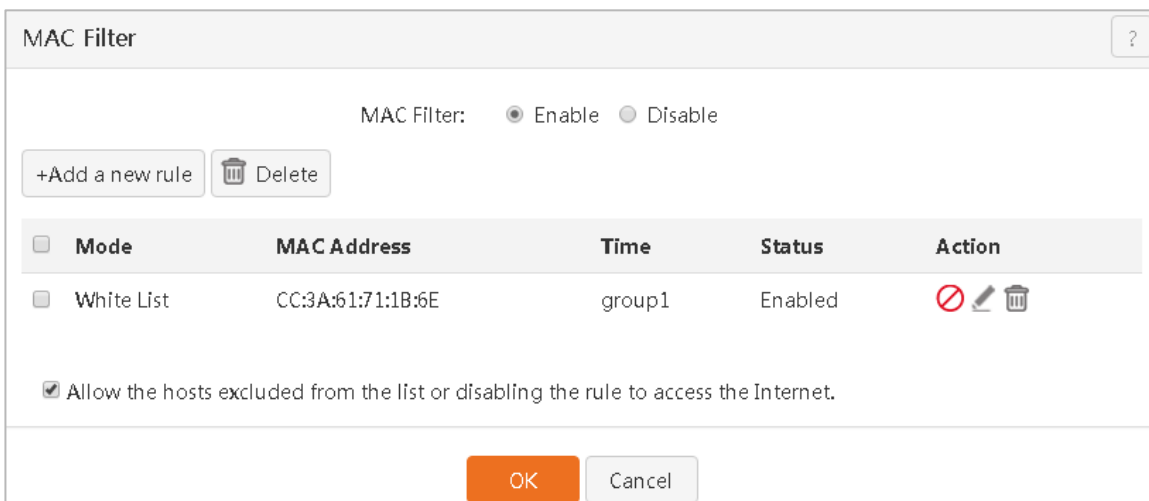 MAC Filter
?
MAC Filter: Enable Disable
+Add a new rule Delete
Mode MAC Address Time Status Action
White List CC:3A:61:71:1B:6E group1 Enabled
Allow the hosts excluded from the list or disabling the rule to access the Internet.
OK Cancel